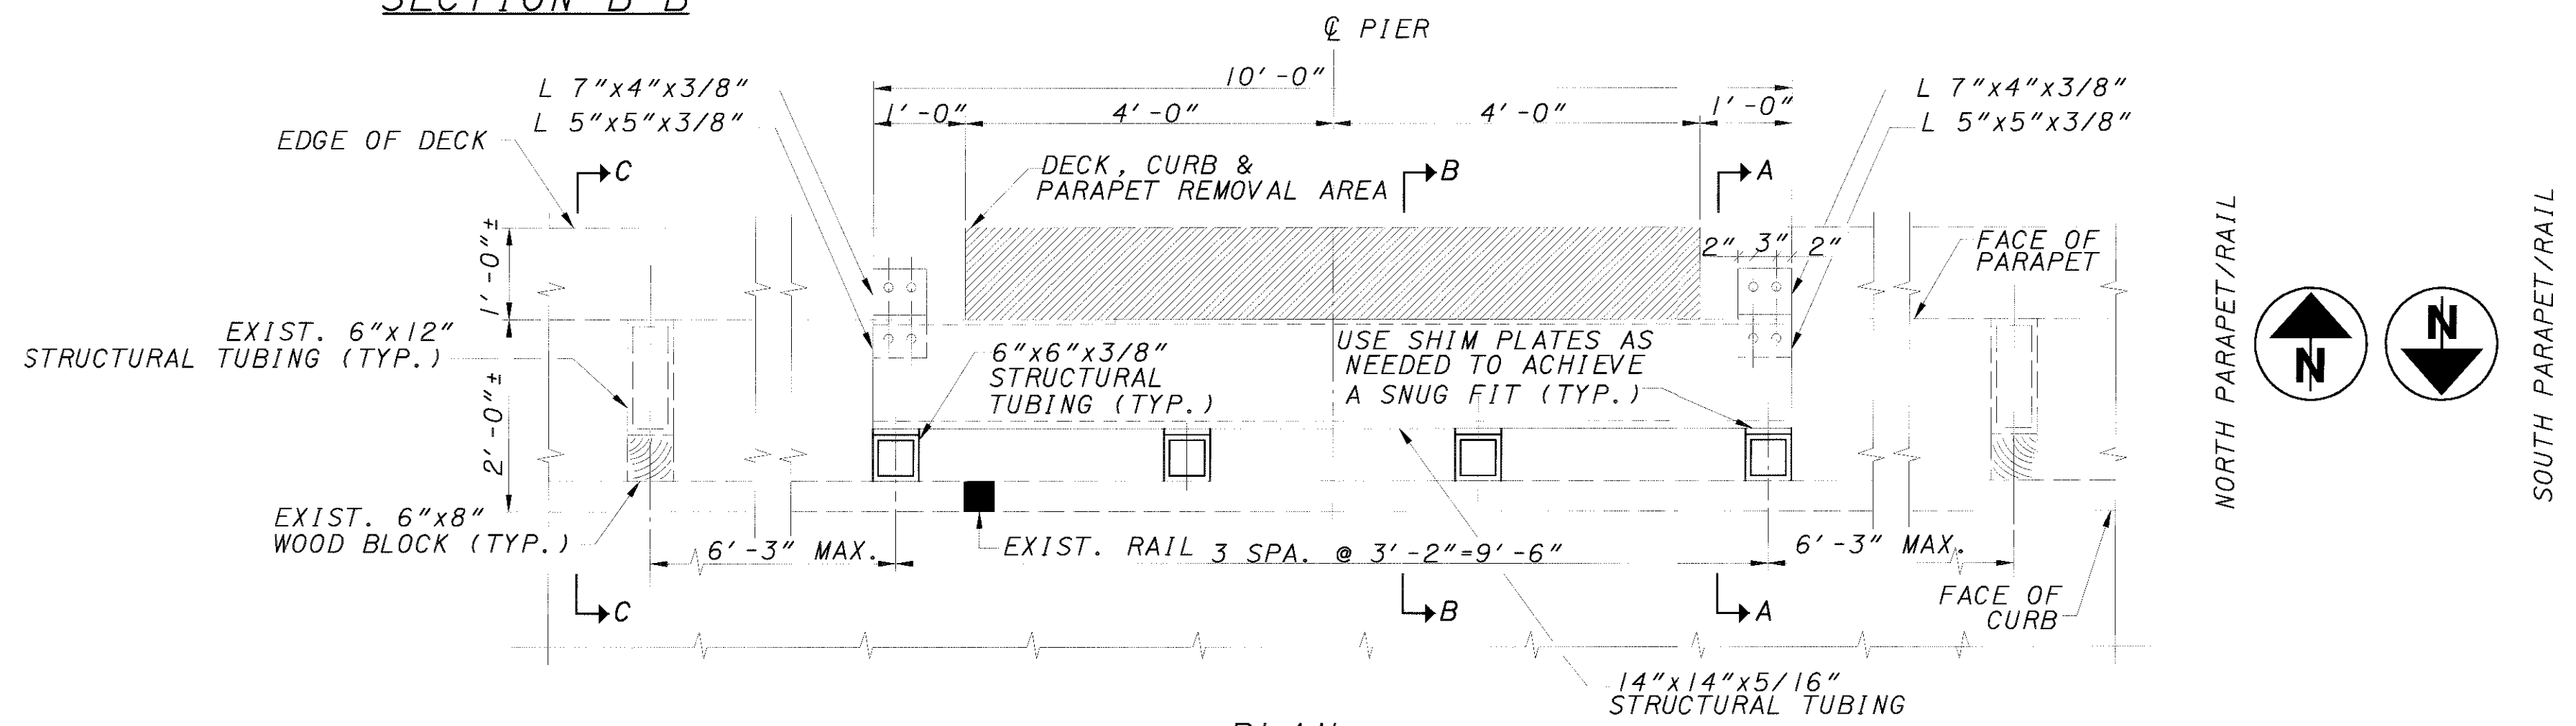 SECTION B-B
℄ PIER
10'-0"
1'-0"
4'-0"
4'-0"
1'-0"
L 7"x4"x3/8"
L 5"x5"x3/8"
L 7"x4"x3/8"
L 5"x5"x3/8"
EDGE OF DECK
C
DECK, CURB &
PARAPET REMOVAL AREA
B
A
1'-0"±
2" 3" 2"
FACE OF
PARAPET
EXIST. 6"x12"
STRUCTURAL TUBING (TYP.)
6"x6"x3/8"
STRUCTURAL
TUBING (TYP.)
USE SHIM PLATES AS
NEEDED TO ACHIEVE
A SNUG FIT (TYP.)
NORTH PARAPET/RAIL
N
N
SOUTH PARAPET/RAIL
2'-0"±
EXIST. 6"x8"
WOOD BLOCK (TYP.)
6'-3" MAX.
EXIST. RAIL
3 SPA. @ 3'-2"=9'-6"
6'-3" MAX.
C
B
A
FACE OF
CURB
14"x14"x5/16"
STRUCTURAL TUBING
PLAN